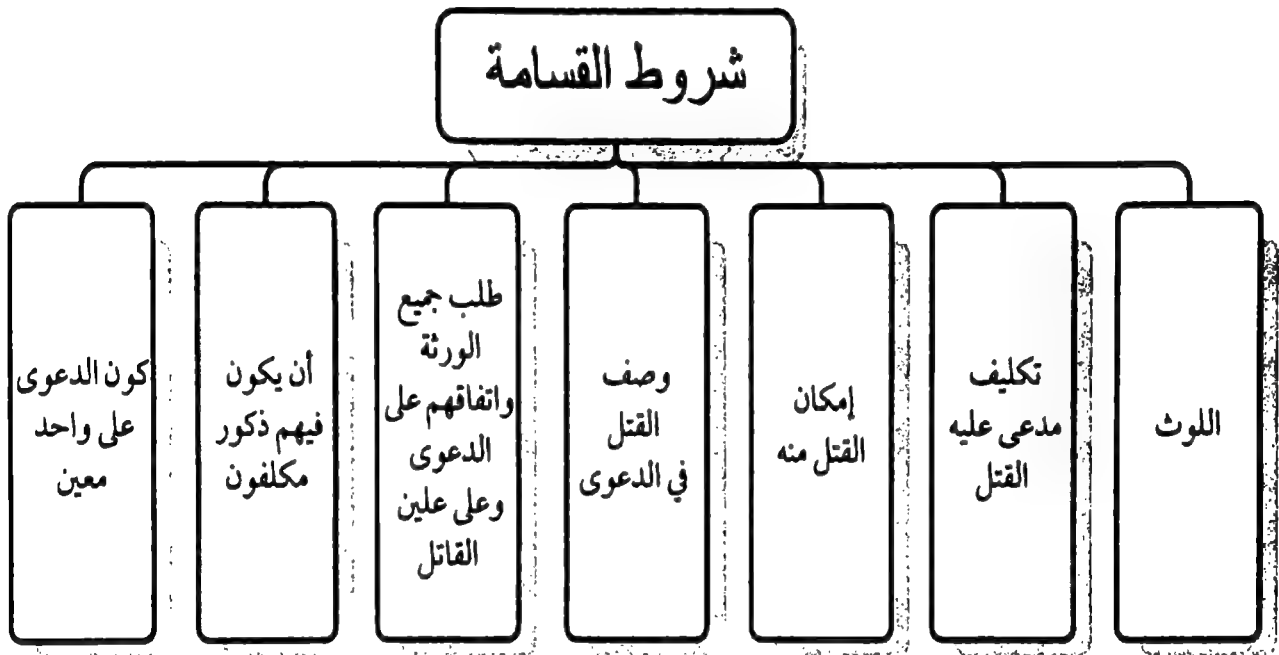 شروط القسامة
اللوث
تكليف
مدعى عليه
القتل
إمكان
القتل منه
وصف
القتل
في الدعوى
طلب جميع
الورثة
واتفاقهم على
الدعوى
وعلى علين
القاتل
أن يكون
فيهم ذكور
مكلفون
كون الدعوى
على واحد
معين